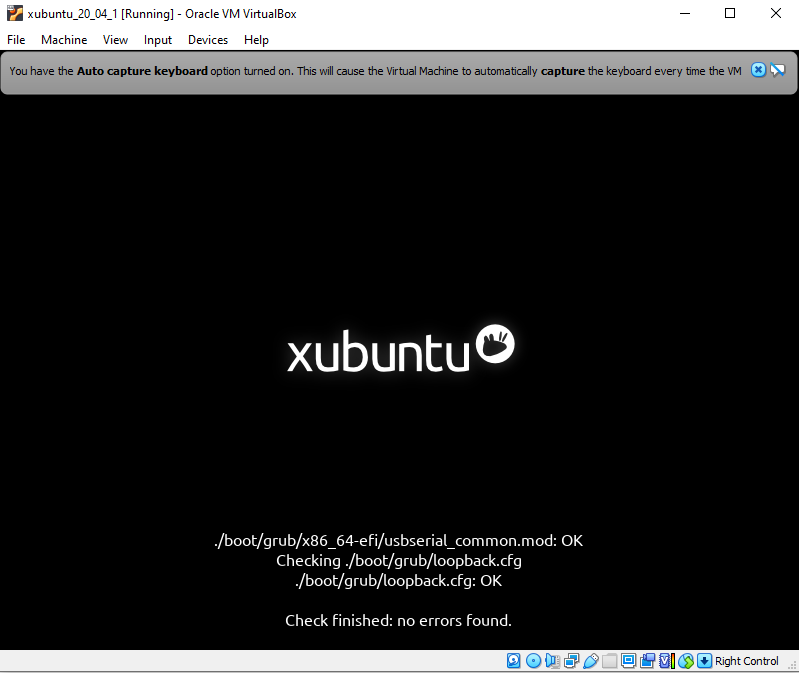 xubuntu_20_04_1 [Running] - Oracle VM VirtualBox
File Machine View Input Devices Help
You have the Auto capture keyboard option turned on. This will cause the Virtual Machine to automatically capture the keyboard every time the VM
xubuntu
./boot/grub/x86_64-efi/usbserial_common.mod: OK
Checking ./boot/grub/loopback.cfg
./boot/grub/loopback.cfg: OK
Check finished: no errors found.
Right Control